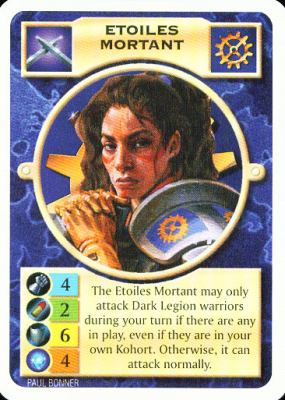 ETOILES
MORTANT
4
2
6
4
The Etoiles Mortant may only
attack Dark Legion warriors
during your turn if there are any
in play, even if they are in your
own Kohort. Otherwise, it can
attack normally.
PAUL BONNER